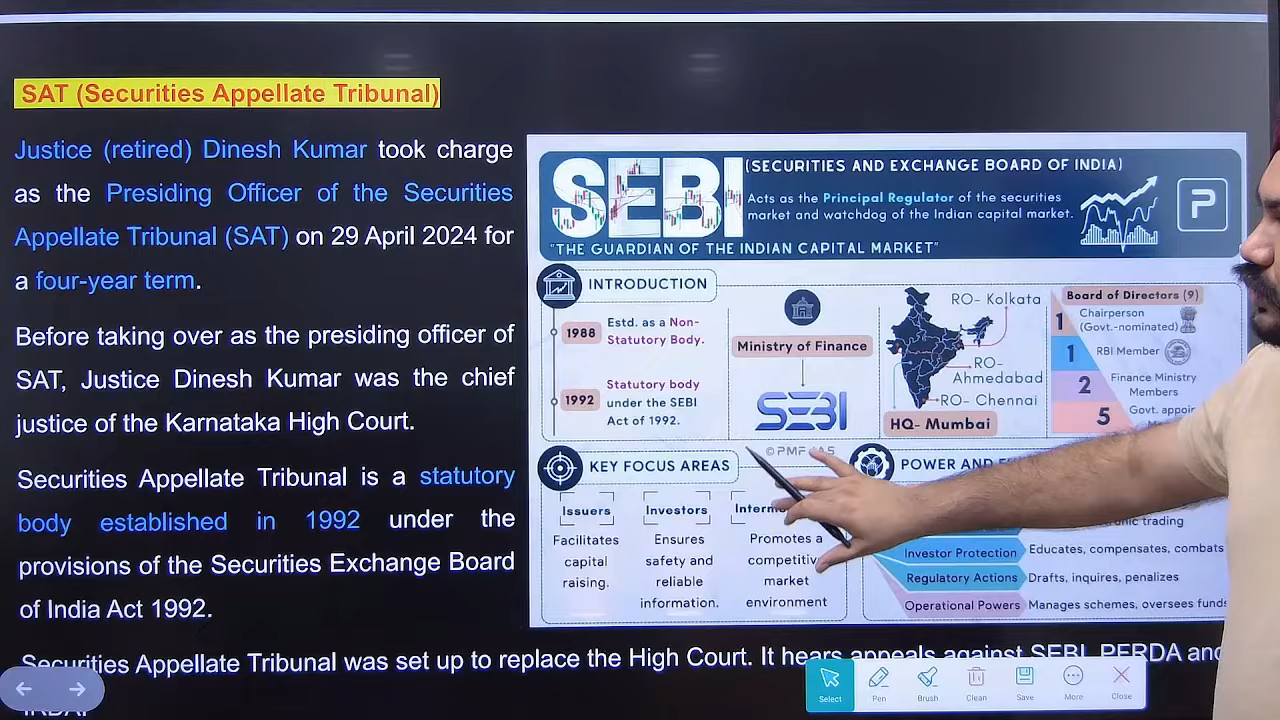 SAT (Securities Appellate Tribunal)
Justice (retired) Dinesh Kumar took charge
as the Presiding Officer of the Securities
Appellate Tribunal (SAT) on 29 April 2024 for
a four-year term.
Before taking over as the presiding officer of
SAT, Justice Dinesh Kumar was the chief
justice of the Karnataka High Court.
Securities Appellate Tribunal is a statutory
body established in 1992 under the
provisions of the Securities Exchange Board
of India Act 1992.
Securities Appellate Tribunal was set up to replace the High Court. It hears appeals against SEBI, PFRDA and
IRDAI
SEBI
(SECURITIES AND EXCHANGE BOARD OF INDIA)
Acts as the Principal Regulator of the securities
market and watchdog of the Indian capital market.
"THE GUARDIAN OF THE INDIAN CAPITAL MARKET"
P
INTRODUCTION
1988
Estd. as a Non-
Statutory Body.
1992
Statutory body
under the SEBI
Act of 1992.
Ministry of Finance
SEBI
©PMF IAS
RO- Kolkata
RO-
Ahmedabad
RO- Chennai
HQ- Mumbai
Board of Directors (9)
1
Chairperson
(Govt.-nominated)
1
RBI Member
2
Finance Ministry
Members
5
Govt.
KEY FOCUS AREAS
Issuers
Facilitates
capital
raising.
Investors
Ensures
safety and
reliable
information.
Promotes a
competitive
market
environment
POWER AND
trading
Investor Protection
Educates, compensates, combats
Regulatory Actions
Drafts, inquires, penalizes
Operational Powers
Manages schemes, oversees funds
Select
Pen
Brush
Clean
Save
More
Close